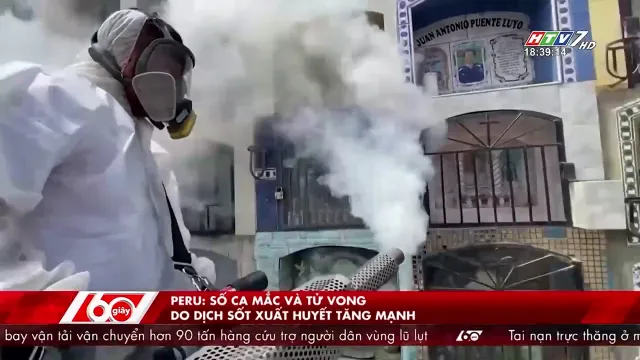 JUAN ANTONIO PUENTE LUYO
HTV7 HD
18:39:14
60 giây
PERU: SỐ CA MẮC VÀ TỬ VONG
DO DỊCH SỐT XUẤT HUYẾT TĂNG MẠNH
bay vận tải vận chuyển hơn 90 tấn hàng cứu trợ người dân vùng lũ lụt
60
Tai nạn trực thăng ở